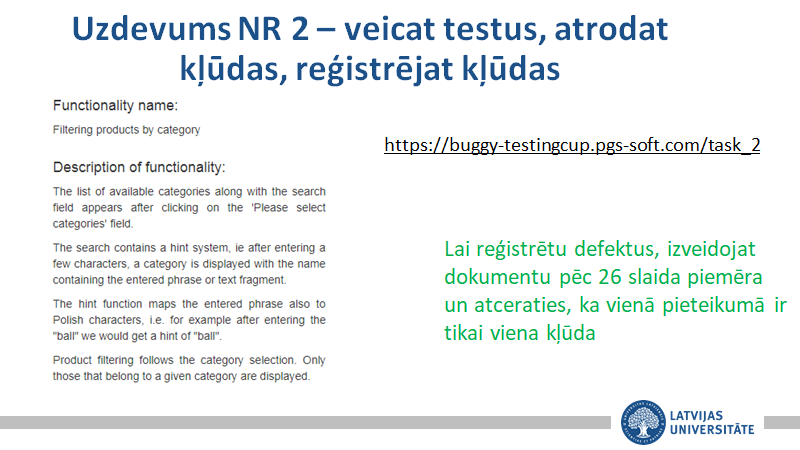 Uzdevums NR 2 – veicat testus, atrodat
kļūdas, reģistrējat kļūdas
Functionality name:
Filtering products by category
Description of functionality:
The list of available categories along with the search
field appears after clicking on the 'Please select
categories' field.
The search contains a hint system, ie after entering a
few characters, a category is displayed with the name
containing the entered phrase or text fragment.
The hint function maps the entered phrase also to
Polish characters, i.e. for example after entering the
"ball" we would get a hint of "ball".
Product filtering follows the category selection. Only
those that belong to a given category are displayed.
https://buggy-testingcup.pgs-soft.com/task_2
Lai reģistrētu defektus, izveidojat
dokumentu pēc 26 slaida piemēra
un atceraties, ka vienā pieteikumā ir
tikai viena kļūda
LATVIJAS
UNIVERSITĀTE